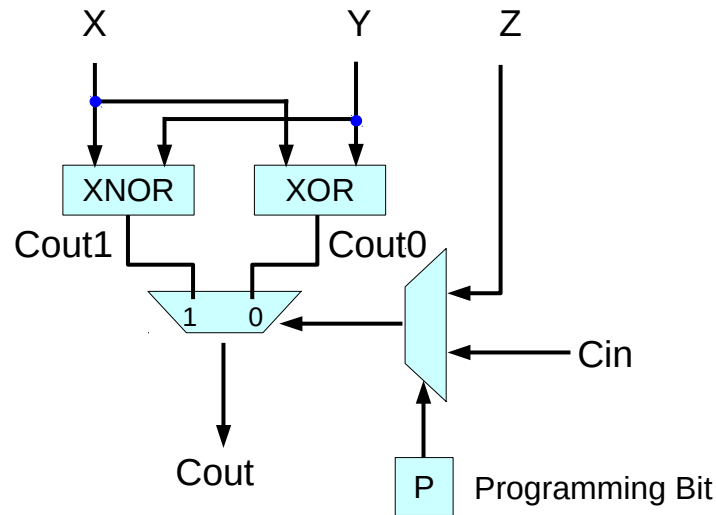 X Y Z
XNOR XOR
Cout1 Cout0
1 0
Cin
Cout
P Programming Bit